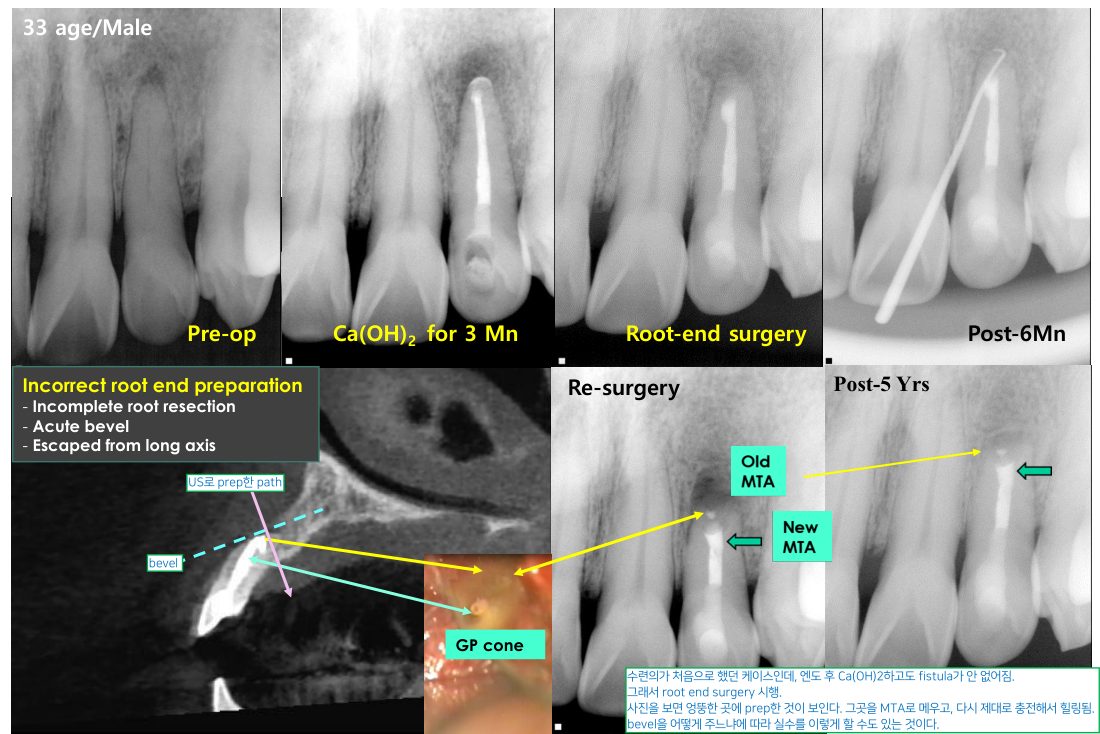 33 age/Male
Pre-op
Ca(OH)₂ for 3 Mn
Root-end surgery
Post-6Mn
Incorrect root end preparation
- Incomplete root resection
- Acute bevel
- Escaped from long axis
US로 prep한 path
bevel
GP cone
Re-surgery
Old
MTA
New
MTA
Post-5 Yrs
수련의가 처음으로 했던 케이스인데, 엔도 후 Ca(OH)2하고도 fistula가 안 없어짐.
그래서 root end surgery 시행.
사진을 보면 엉뚱한 곳에 prep한 것이 보인다. 그곳을 MTA로 메우고, 다시 제대로 충전해서 힐링됨.
bevel을 어떻게 주느냐에 따라 실수를 이렇게 할 수도 있는 것이다.